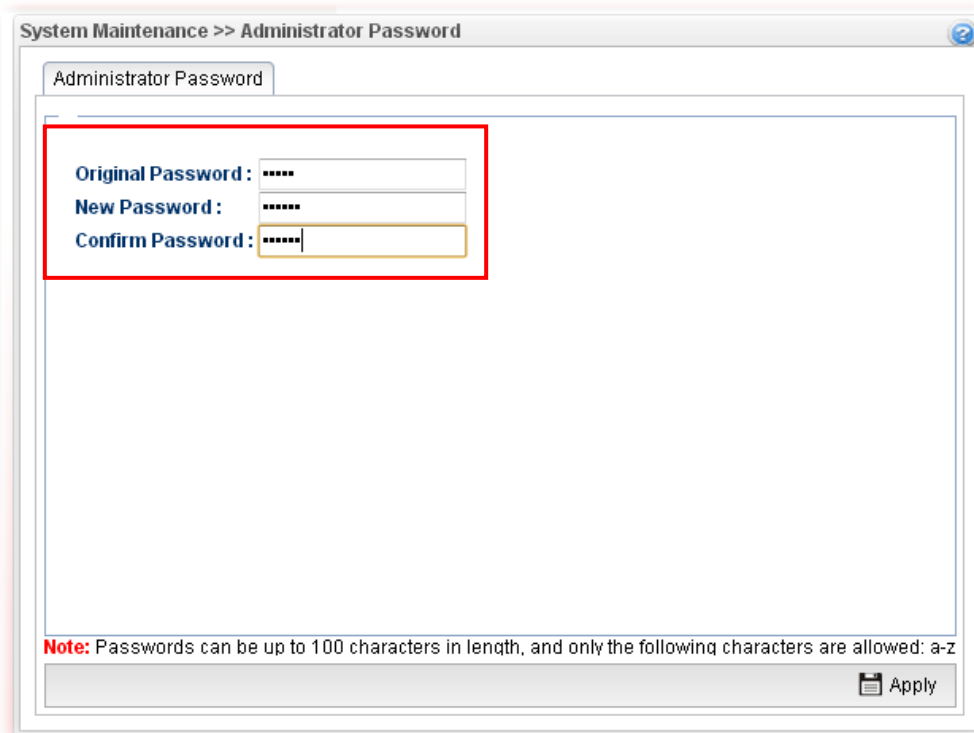 System Maintenance >> Administrator Password
Administrator Password
Original Password : •••••
New Password : ••••••
Confirm Password : ••••••
Note: Passwords can be up to 100 characters in length, and only the following characters are allowed: a-z
Apply